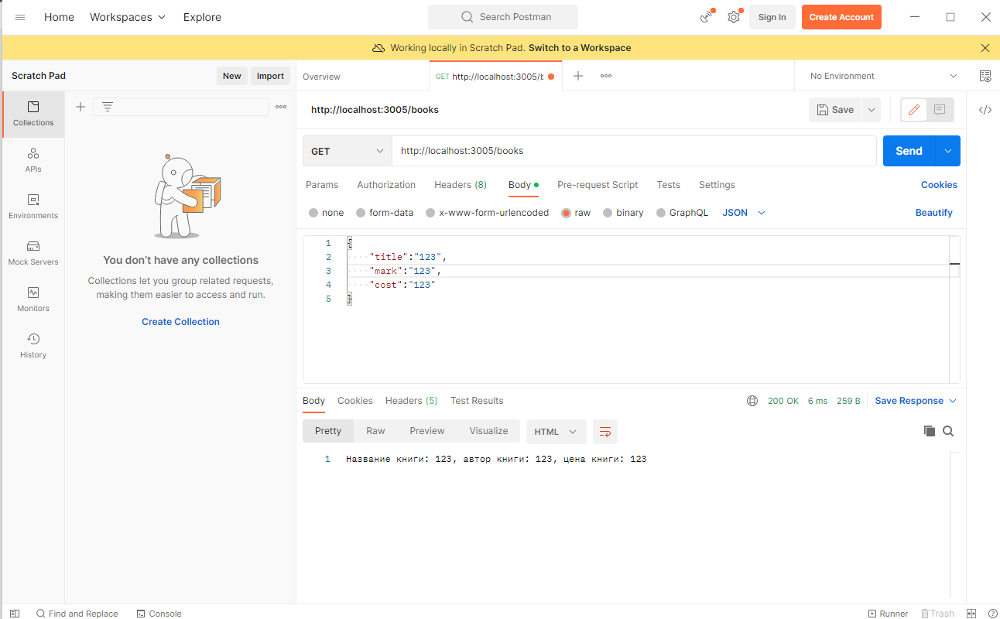 Home Workspaces Explore Search Postman Sign In Create Account
Working locally in Scratch Pad. Switch to a Workspace
Scratch Pad New Import Overview GET http://localhost:3005/b No Environment
http://localhost:3005/books Save
Collections
APIs
Environments
Mock Servers
Monitors
History
You don't have any collections
Collections let you group related requests,
making them easier to access and run.
Create Collection
GET http://localhost:3005/books Send
Params Authorization Headers (8) Body Pre-request Script Tests Settings Cookies
none form-data x-www-form-urlencoded raw binary GraphQL JSON Beautify
1 {
2 "title":"123",
3 "mark":"123",
4 "cost":"123"
5 }
Body Cookies Headers (5) Test Results 200 OK 6 ms 259 B Save Response
Pretty Raw Preview Visualize HTML
1 Название книги: 123, автор книги: 123, цена книги: 123
Find and Replace Console Runner Trash